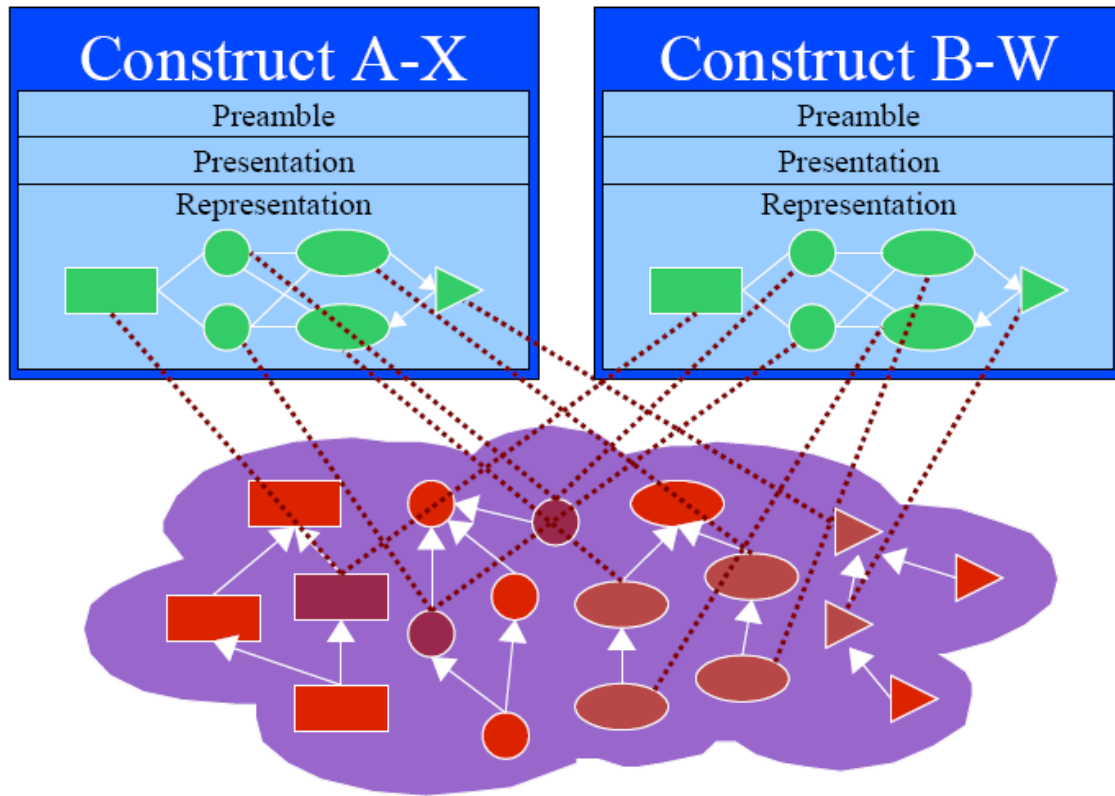 Construct A-X
Preamble
Presentation
Representation
Construct B-W
Preamble
Presentation
Representation